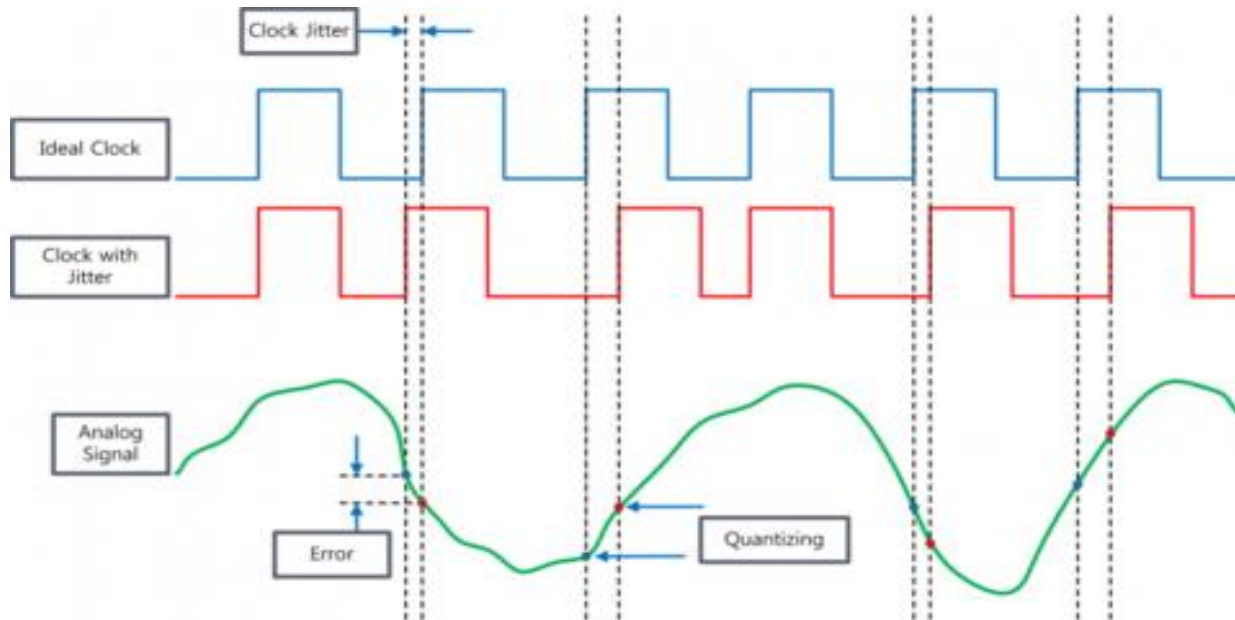 Clock Jitter
Ideal Clock
Clock with
Jitter
Analog
Signal
Error
Quantizing